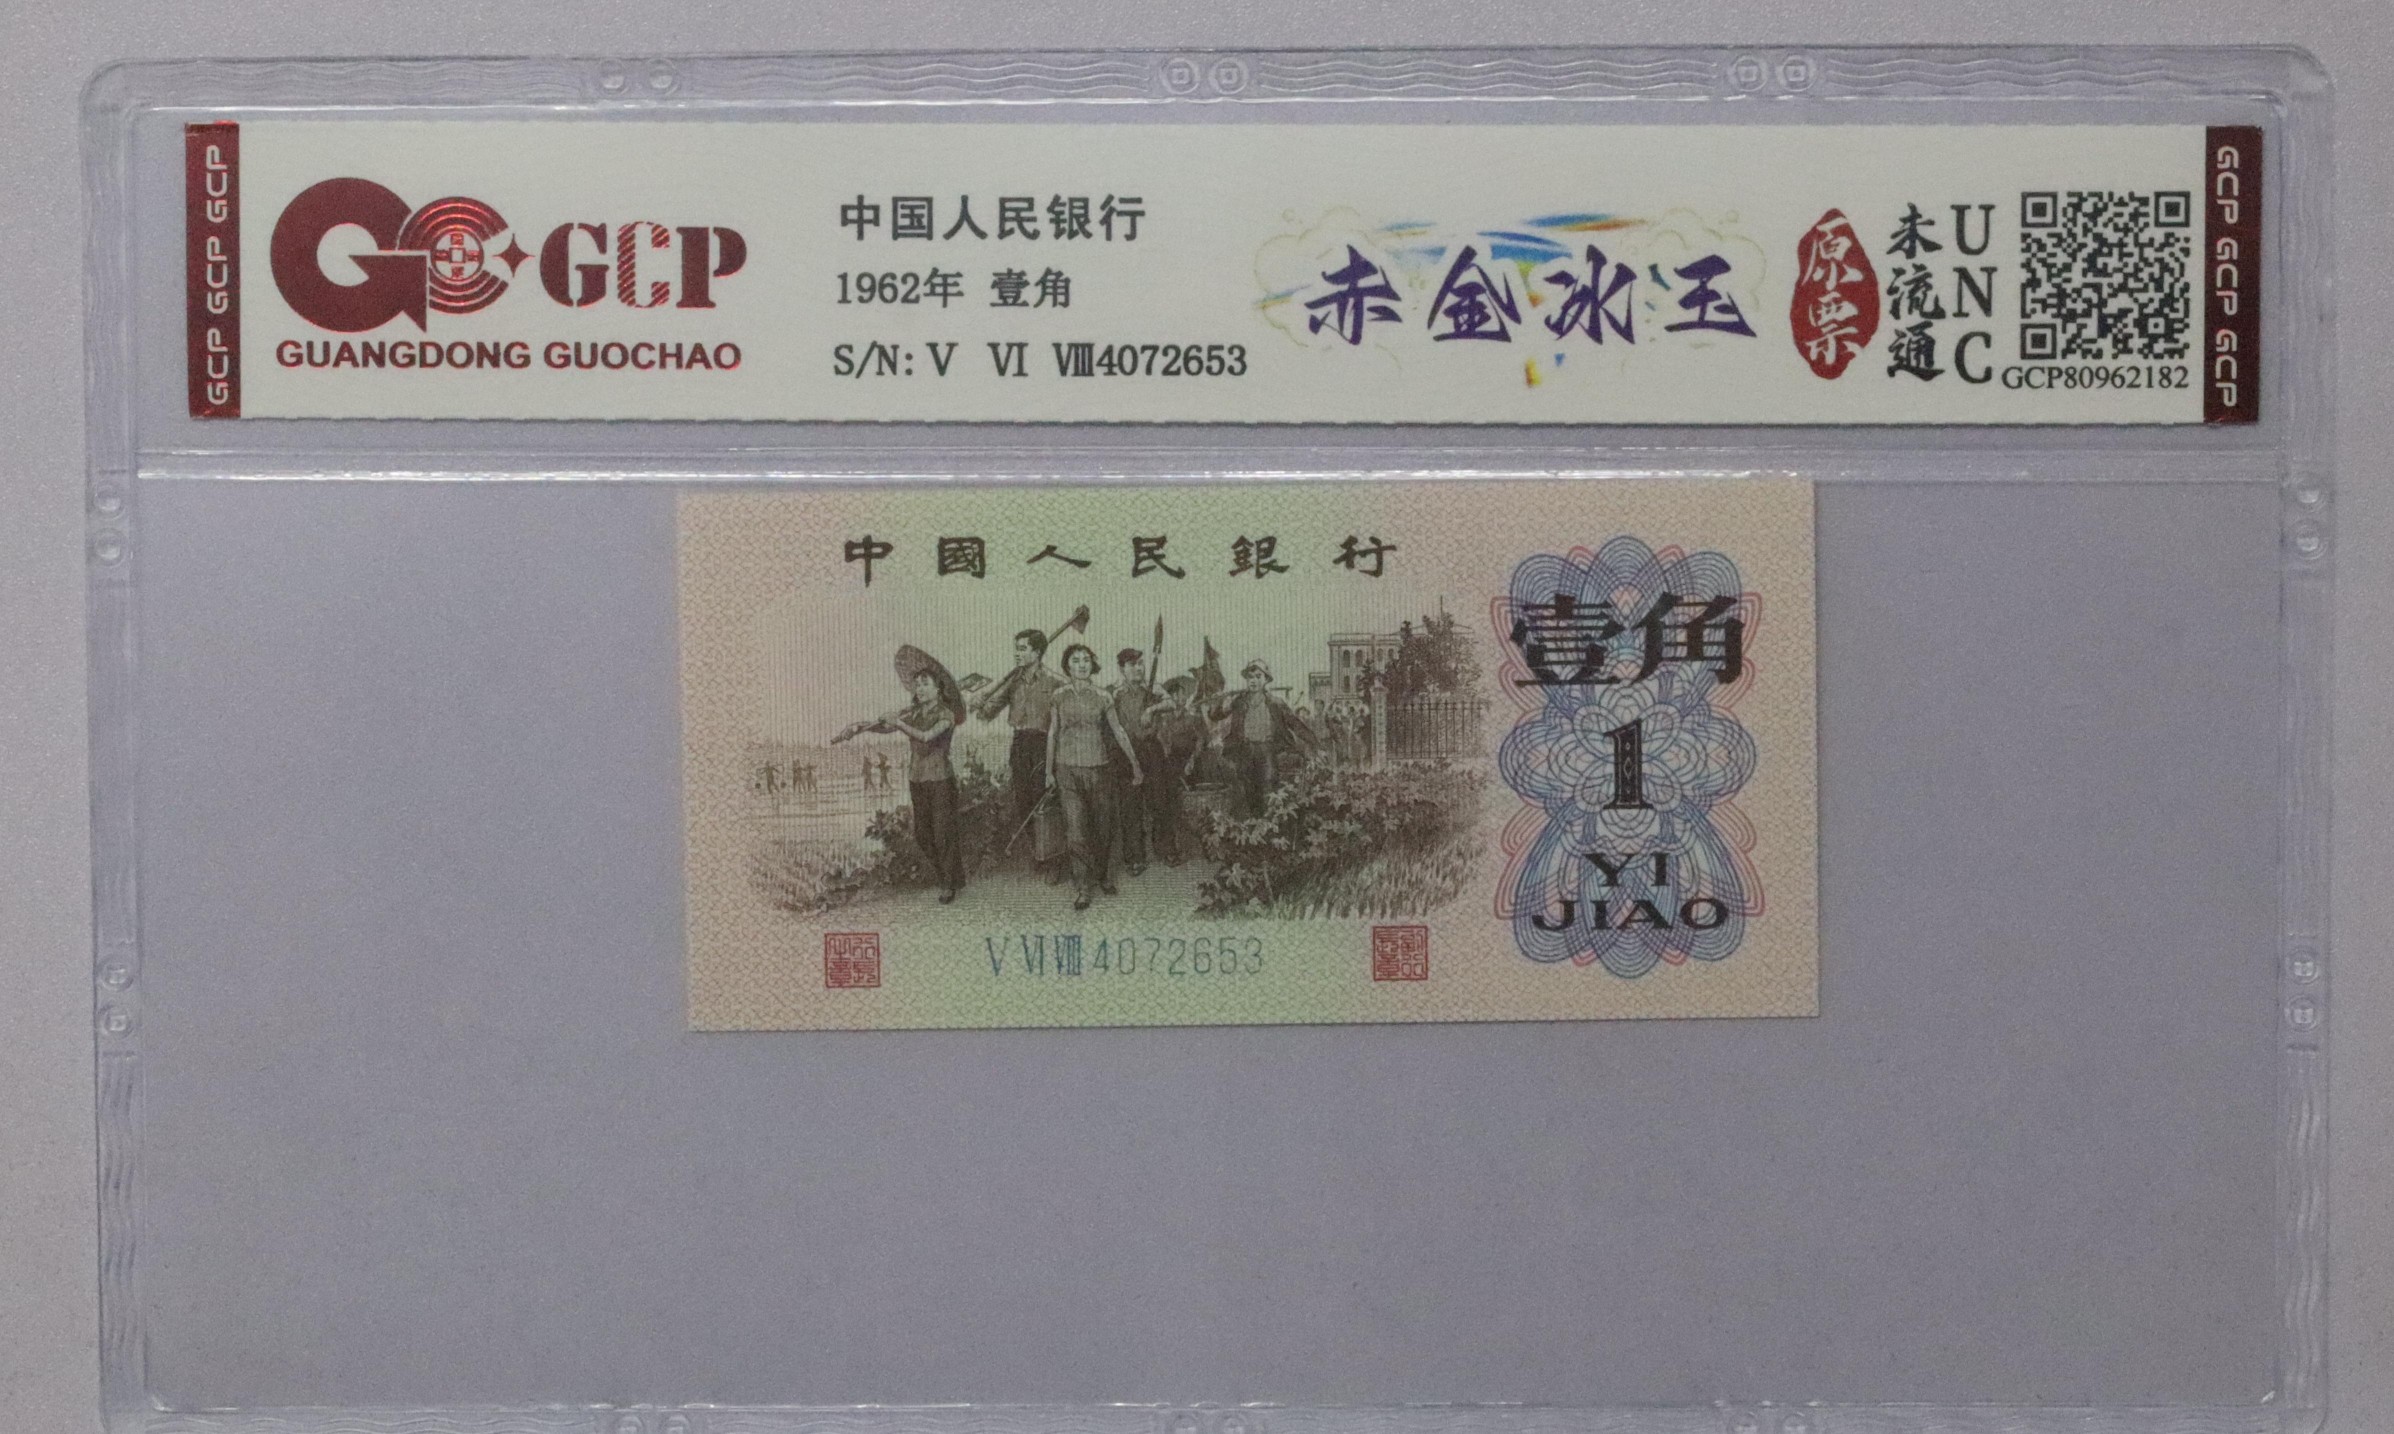 GCP GCP GCP
GCP
GUANGDONG GUOCHAO
中国人民银行
1962年 壹角
S/N: Ⅴ Ⅵ Ⅷ4072653
赤金冰玉
原票
未流通
UNC
GCP80962182
GCP GCP GCP
中國人民銀行
壹角
1
YI
JIAO
Ⅴ Ⅵ Ⅷ 4072653